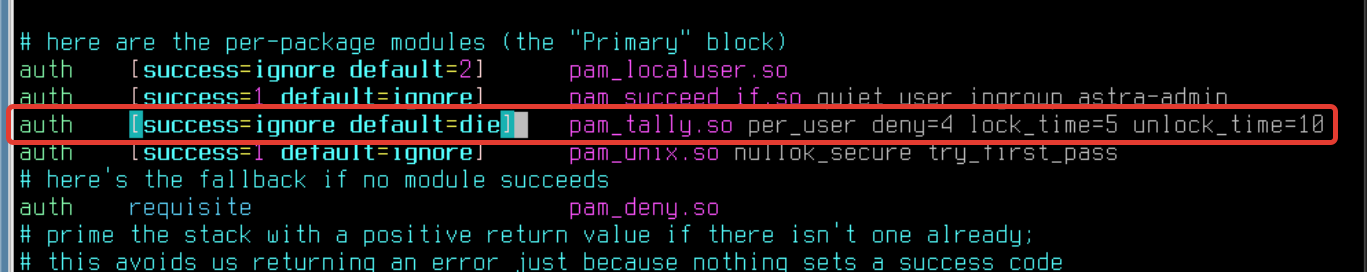 # here are the per-package modules (the "Primary" block)
auth [success=ignore default=2] pam_localuser.so
auth [success=1 default=ignore] pam_succeed_if.so quiet user ingroup astra-admin
auth [success=ignore default=die] pam_tally.so per_user deny=4 lock_time=5 unlock_time=10
auth [success=1 default=ignore] pam_unix.so nullok_secure try_first_pass
# here's the fallback if no module succeeds
auth requisite pam_deny.so
# prime the stack with a positive return value if there isn't one already;
# this avoids us returning an error just because nothing sets a success code